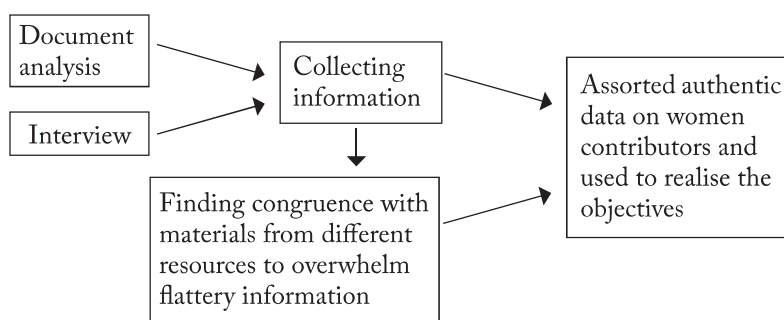 Document
analysis
Interview
Collecting
information
Finding congruence with
materials from different
resources to overwhelm
flattery information
Assorted authentic
data on women
contributors and
used to realise the
objectives